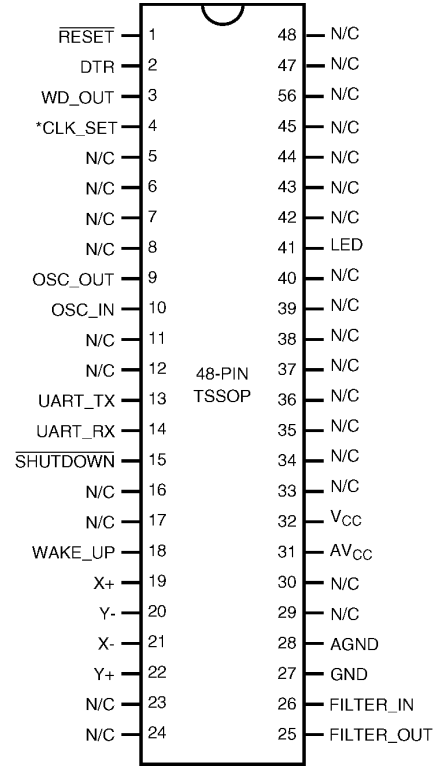 RESET 1 48 N/C
DTR 2 47 N/C
WD_OUT 3 56 N/C
*CLK_SET 4 45 N/C
N/C 5 44 N/C
N/C 6 43 N/C
N/C 7 42 N/C
N/C 8 41 LED
OSC_OUT 9 40 N/C
OSC_IN 10 39 N/C
N/C 11 38 N/C
N/C 12 37 N/C
48-PIN
TSSOP
UART_TX 13 36 N/C
UART_RX 14 35 N/C
SHUTDOWN 15 34 N/C
N/C 16 33 N/C
N/C 17 32 VCC
WAKE_UP 18 31 AVCC
X+ 19 30 N/C
Y- 20 29 N/C
X- 21 28 AGND
Y+ 22 27 GND
N/C 23 26 FILTER_IN
N/C 24 25 FILTER_OUT